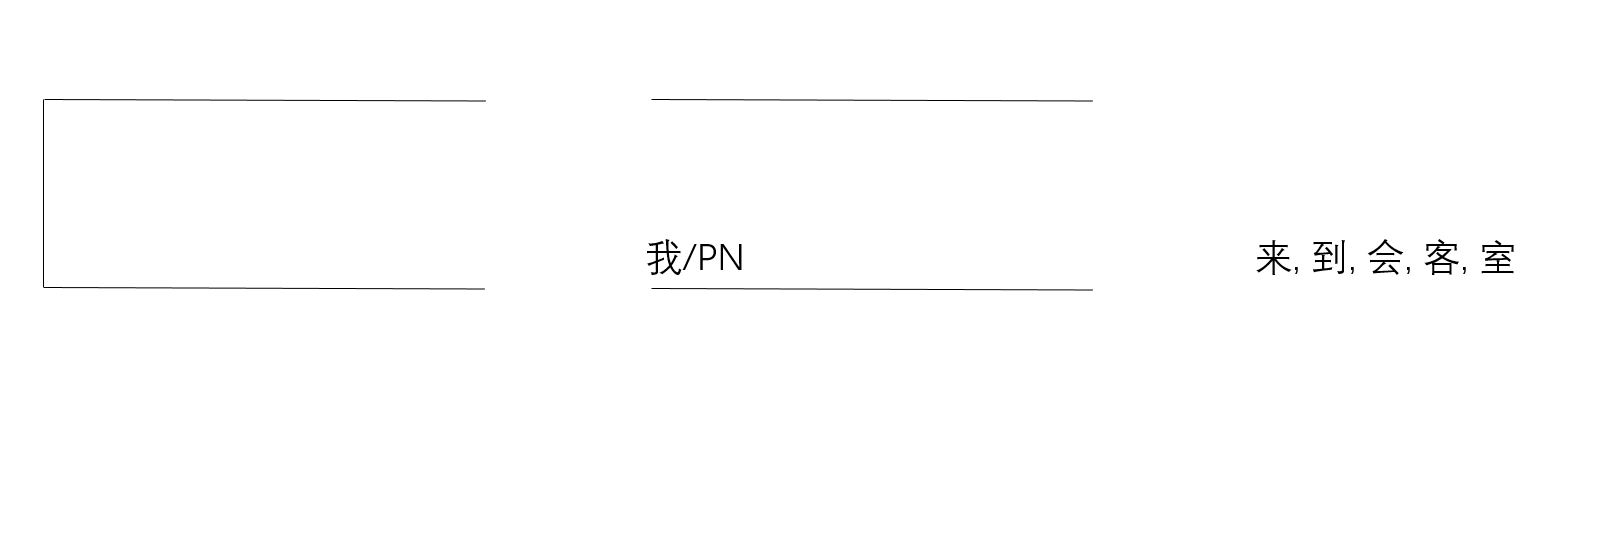 我/PN 来, 到, 会, 客, 室